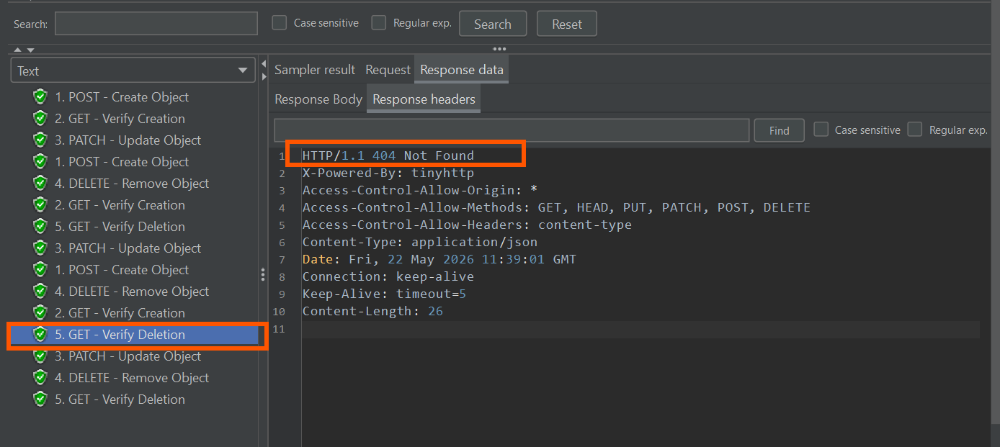 Search:
Case sensitive
Regular exp.
Search
Reset
Text
1. POST - Create Object
2. GET - Verify Creation
3. PATCH - Update Object
1. POST - Create Object
4. DELETE - Remove Object
2. GET - Verify Creation
5. GET - Verify Deletion
3. PATCH - Update Object
1. POST - Create Object
4. DELETE - Remove Object
2. GET - Verify Creation
5. GET - Verify Deletion
3. PATCH - Update Object
4. DELETE - Remove Object
5. GET - Verify Deletion
Sampler result
Request
Response data
Response Body
Response headers
Find
Case sensitive
Regular exp.
1 HTTP/1.1 404 Not Found
2 X-Powered-By: tinyhttp
3 Access-Control-Allow-Origin: *
4 Access-Control-Allow-Methods: GET, HEAD, PUT, PATCH, POST, DELETE
5 Access-Control-Allow-Headers: content-type
6 Content-Type: application/json
7 Date: Fri, 22 May 2026 11:39:01 GMT
8 Connection: keep-alive
9 Keep-Alive: timeout=5
10 Content-Length: 26
11